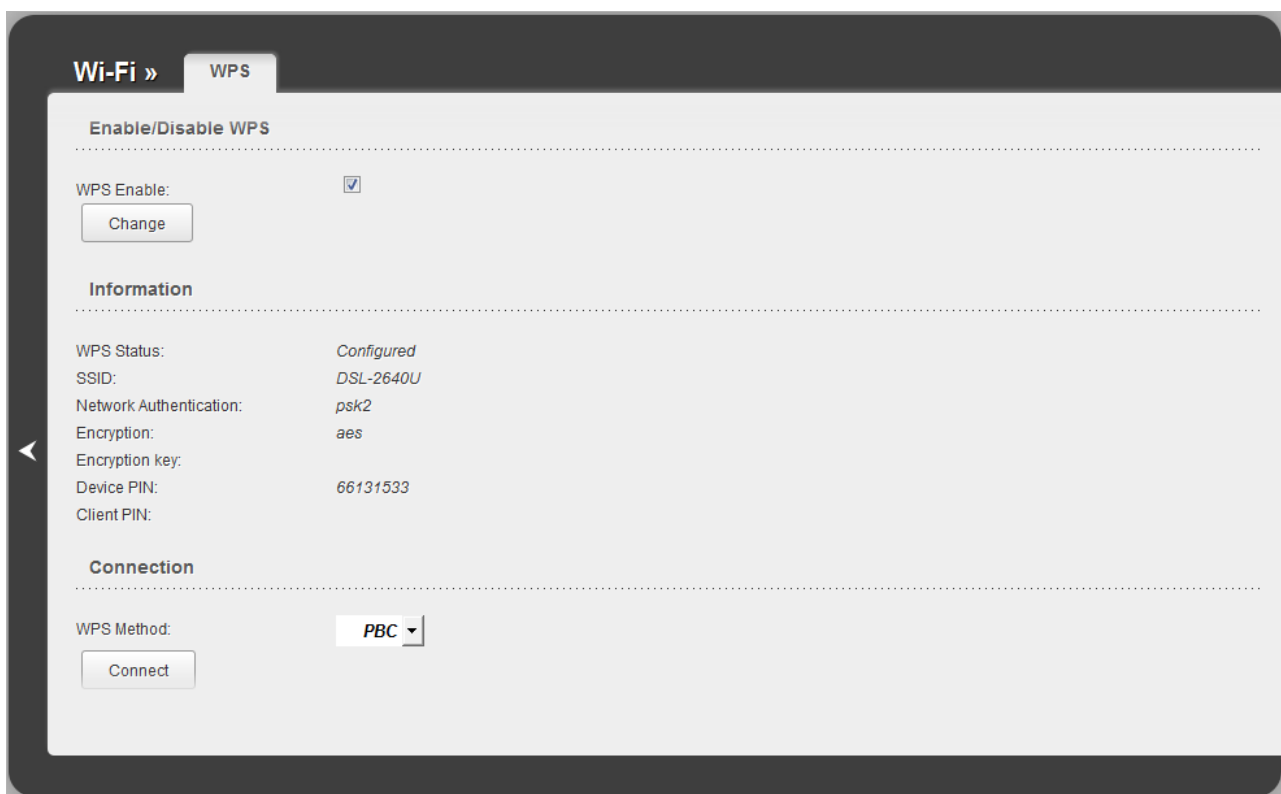 Wi-Fi » WPS
Enable/Disable WPS
WPS Enable:
Change
Information
WPS Status: Configured
SSID: DSL-2640U
Network Authentication: psk2
Encryption: aes
Encryption key:
Device PIN: 66131533
Client PIN:
Connection
WPS Method: PBC
Connect